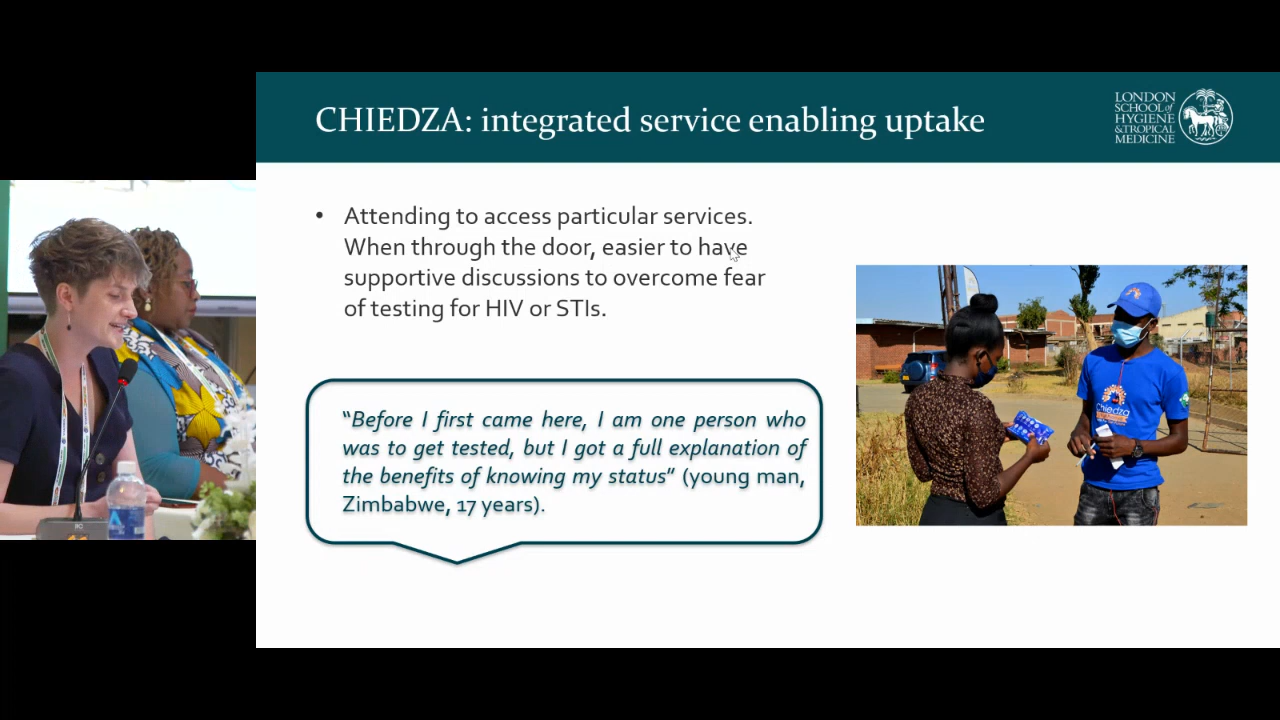 CHIEDZA: integrated service enabling uptake
LONDON
SCHOOL of
HYGIENE
& TROPICAL
MEDICINE
• Attending to access particular services.
When through the door, easier to have
supportive discussions to overcome fear
of testing for HIV or STIs.
“Before I first came here, I am one person who
was to get tested, but I got a full explanation of
the benefits of knowing my status” (young man,
Zimbabwe, 17 years).
Chiedza